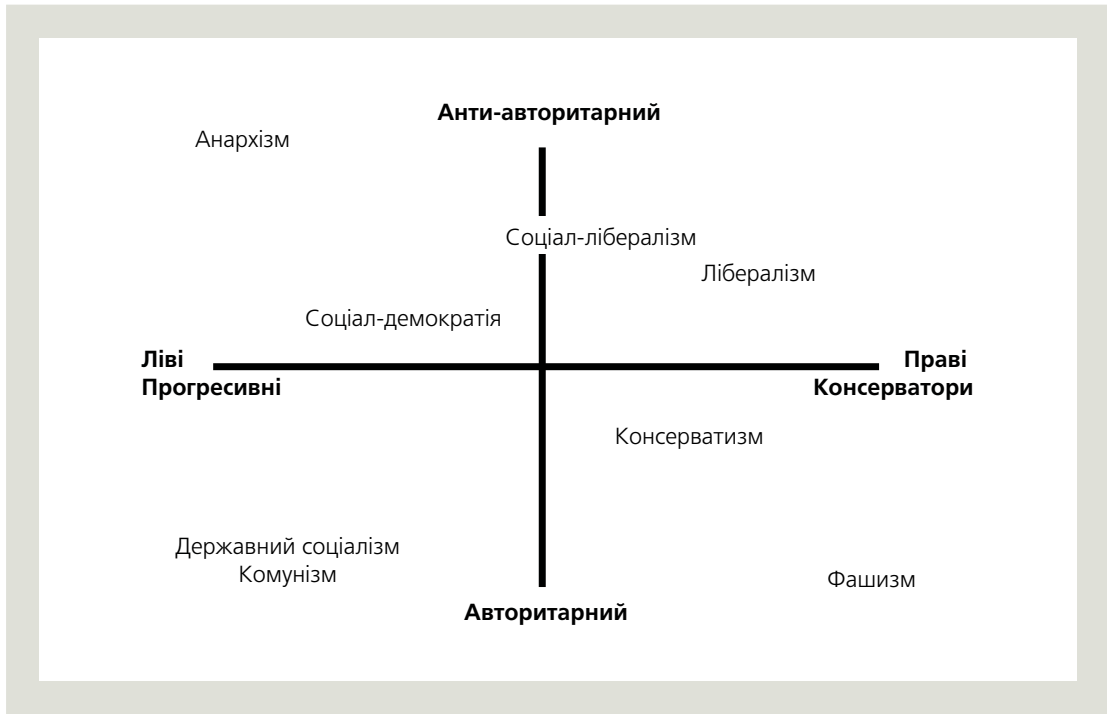 Анти-авторитарний
Анархізм
Соціал-лібералізм
Лібералізм
Соціал-демократія
Ліві
Прогресивні
Праві
Консерватори
Консерватизм
Державний соціалізм
Комунізм
Фашизм
Авторитарний